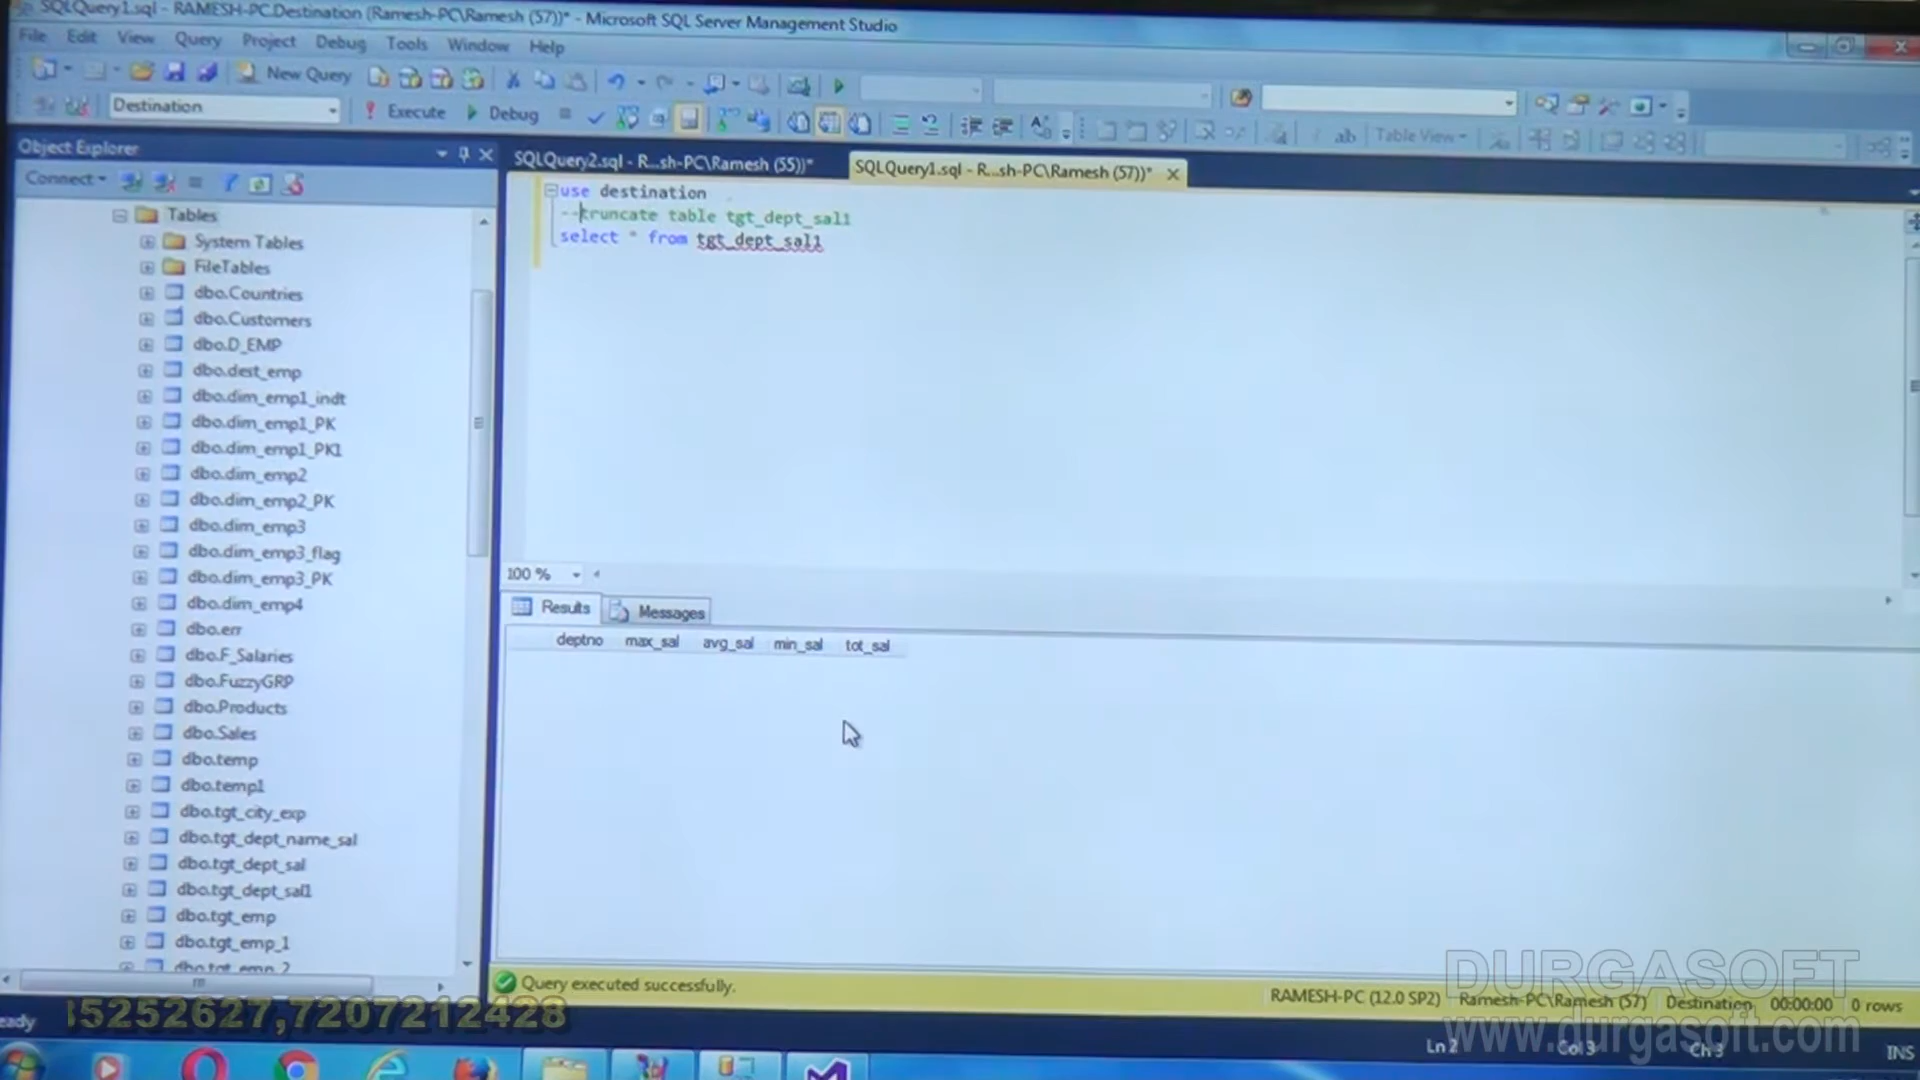 SQLQuery1.sql - RAMESH-PC.Destination (Ramesh-PC\Ramesh (57))* - Microsoft SQL Server Management Studio
File Edit View Query Project Debug Tools Window Help
New Query
Destination
Execute
Debug
ab
Table View
Object Explorer
SQLQuery2.sql - R...sh-PC\Ramesh (55))*
SQLQuery1.sql - R...sh-PC\Ramesh (57))*
Connect
Tables
System Tables
FileTables
dbo.Countries
dbo.Customers
dbo.D_EMP
dbo.dest_emp
dbo.dim_emp1_indt
dbo.dim_emp1_PK
dbo.dim_emp1_PK1
dbo.dim_emp2
dbo.dim_emp2_PK
dbo.dim_emp3
dbo.dim_emp3_flag
dbo.dim_emp3_PK
dbo.dim_emp4
dbo.err
dbo.F_Salaries
dbo.FuzzyGRP
dbo.Products
dbo.Sales
dbo.temp
dbo.temp1
dbo.tgt_city_exp
dbo.tgt_dept_name_sal
dbo.tgt_dept_sal
dbo.tgt_dept_sal1
dbo.tgt_emp
dbo.tgt_emp_1
dbo.tgt_emp_2
use destination
--truncate table tgt_dept_sal1
select * from tgt_dept_sal1
100 %
Results Messages
deptno max_sal avg_sal min_sal tot_sal
Query executed successfully.
RAMESH-PC (12.0 SP2) Ramesh-PC\Ramesh (57) Destination 00:00:00 0 rows
DURGASOFT
www.durgasoft.com
5252627,7207212428
Ln 2 Col 3 Ch 3 INS